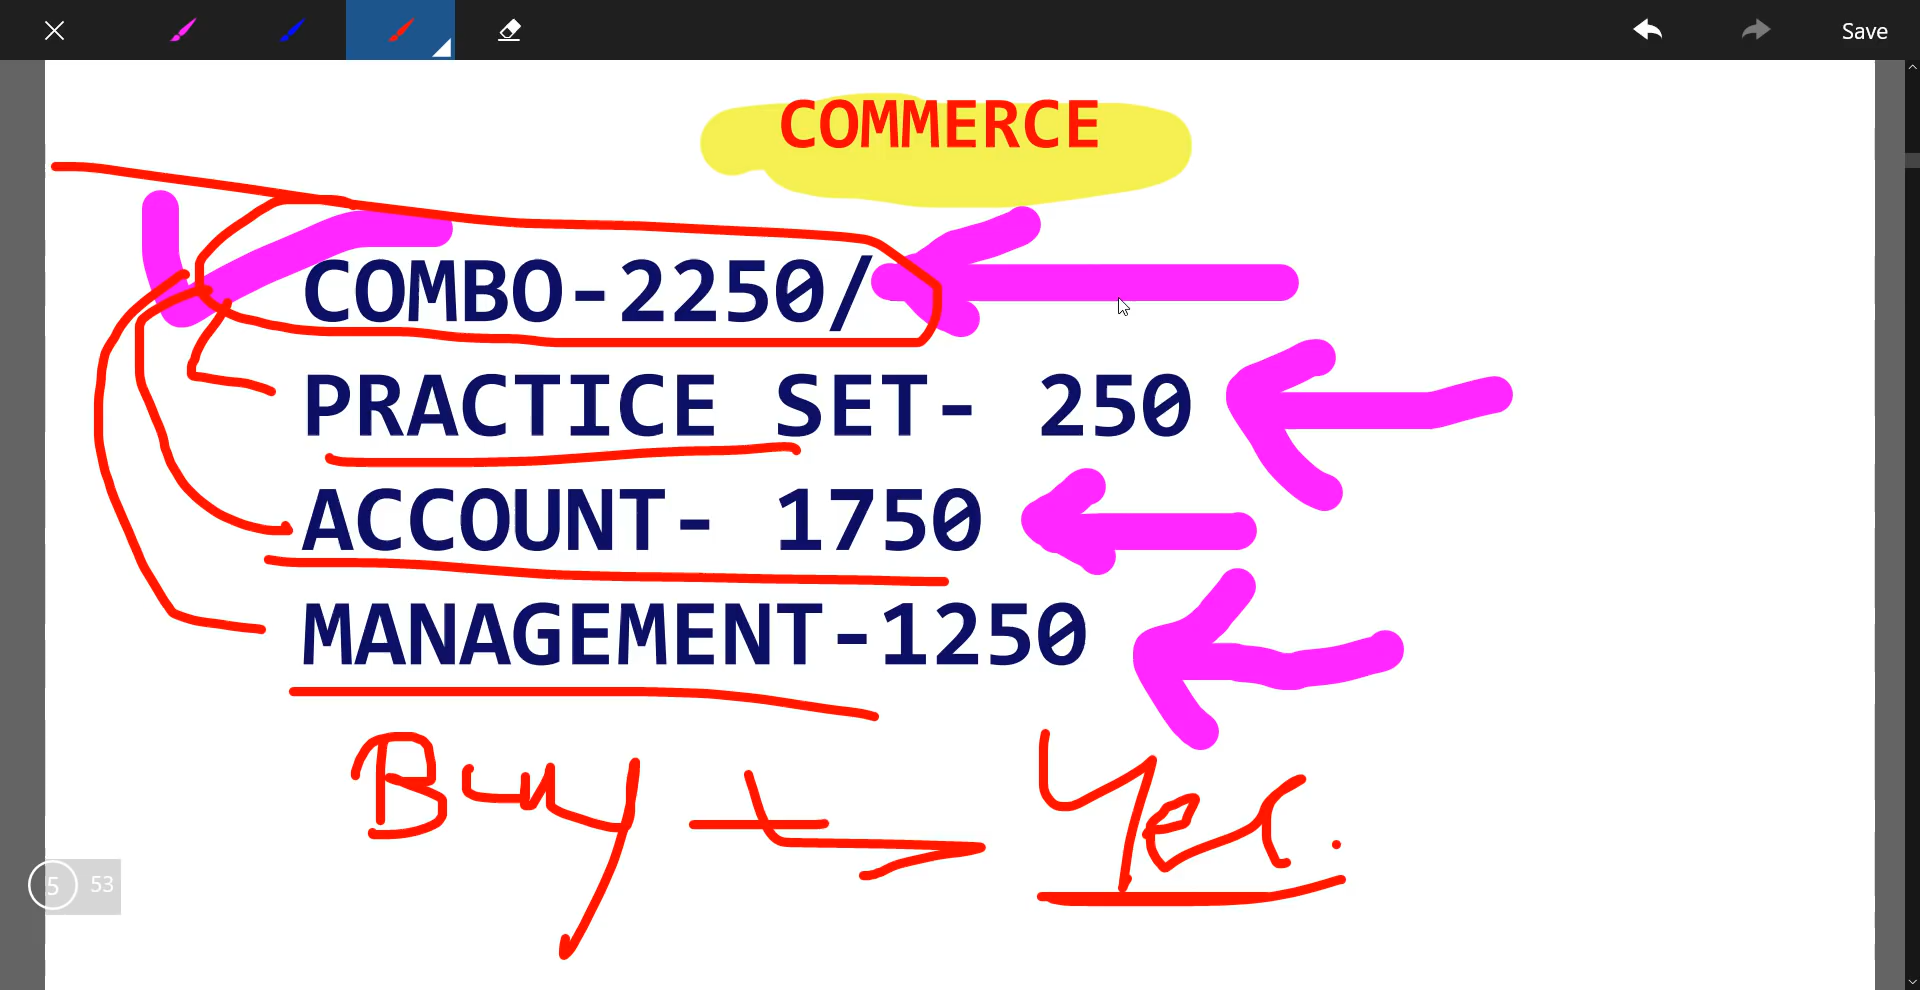 Save
COMMERCE
COMBO-2250/
PRACTICE SET- 250
ACCOUNT- 1750
MANAGEMENT-1250
Buy Yes.
5 53